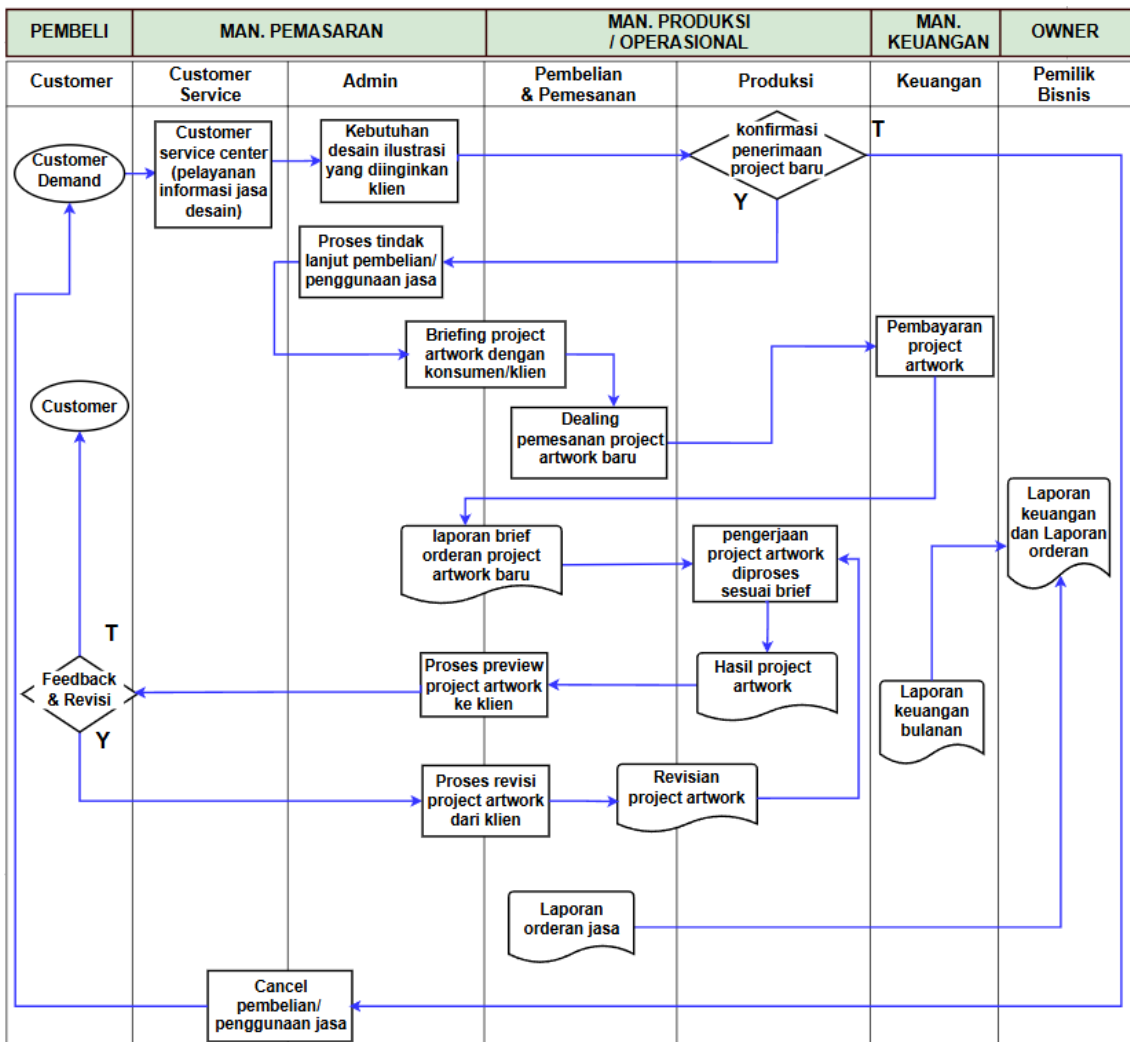 PEMBELI
MAN. PEMASARAN
MAN. PRODUKSI
/ OPERASIONAL
MAN.
KEUANGAN
OWNER
Customer
Customer
Service
Admin
Pembelian
& Pemesanan
Produksi
Keuangan
Pemilik
Bisnis
Customer
Demand
Customer
service center
(pelayanan
informasi jasa
desain)
Kebutuhan
desain ilustrasi
yang diinginkan
klien
konfirmasi
penerimaan
project baru
T
Y
Proses tindak
lanjut pembelian/
penggunaan jasa
Briefing project
artwork dengan
konsumen/klien
Pembayaran
project
artwork
Customer
Dealing
pemesanan project
artwork baru
Laporan
keuangan
dan Laporan
orderan
laporan brief
orderan project
artwork baru
pengerjaan
project artwork
diproses
sesuai brief
T
Feedback
& Revisi
Y
Proses preview
project artwork
ke klien
Hasil project
artwork
Laporan
keuangan
bulanan
Proses revisi
project artwork
dari klien
Revisian
project artwork
Laporan
orderan jasa
Cancel
pembelian/
penggunaan jasa